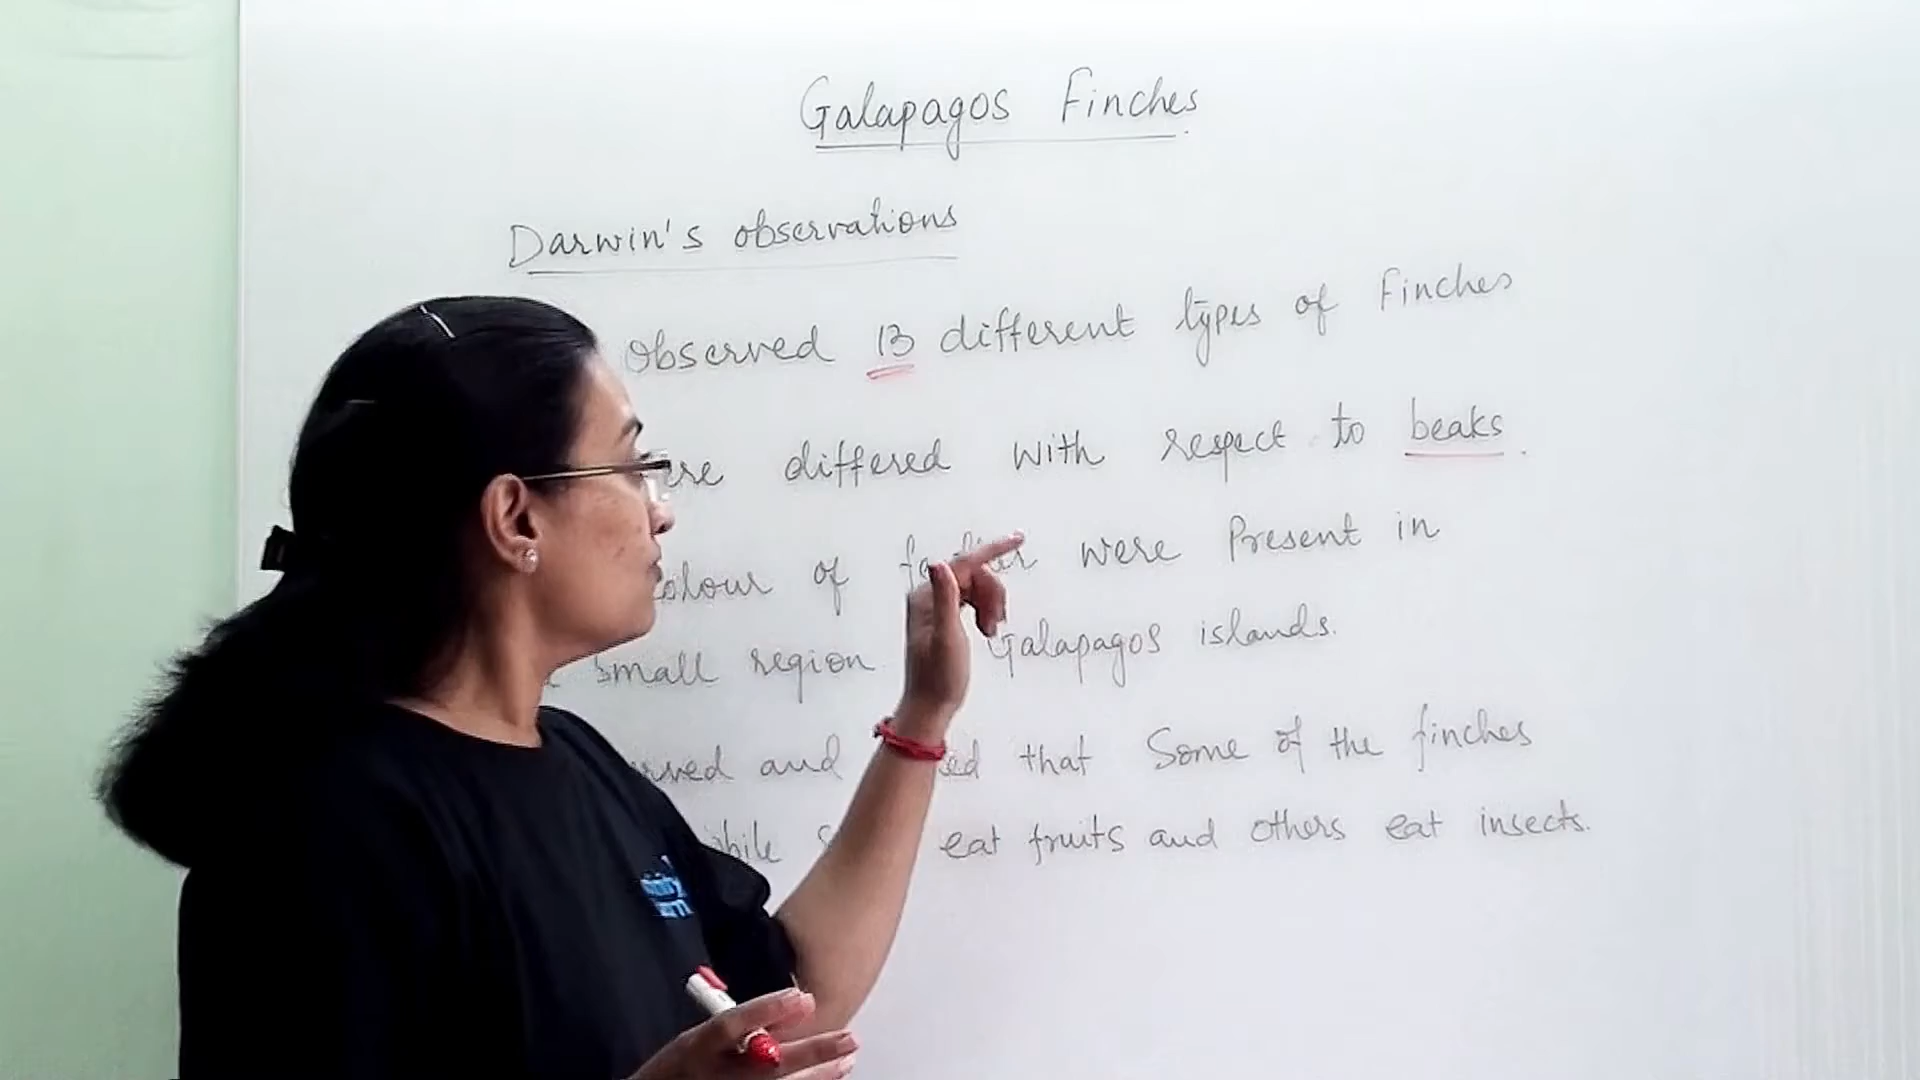 Galapagos Finches
Darwin's observations
Observed 13 different types of Finches
differed with respect to beaks.
of were Present in
small region Galapagos islands.
and that Some of the finches
eat fruits and others eat insects.